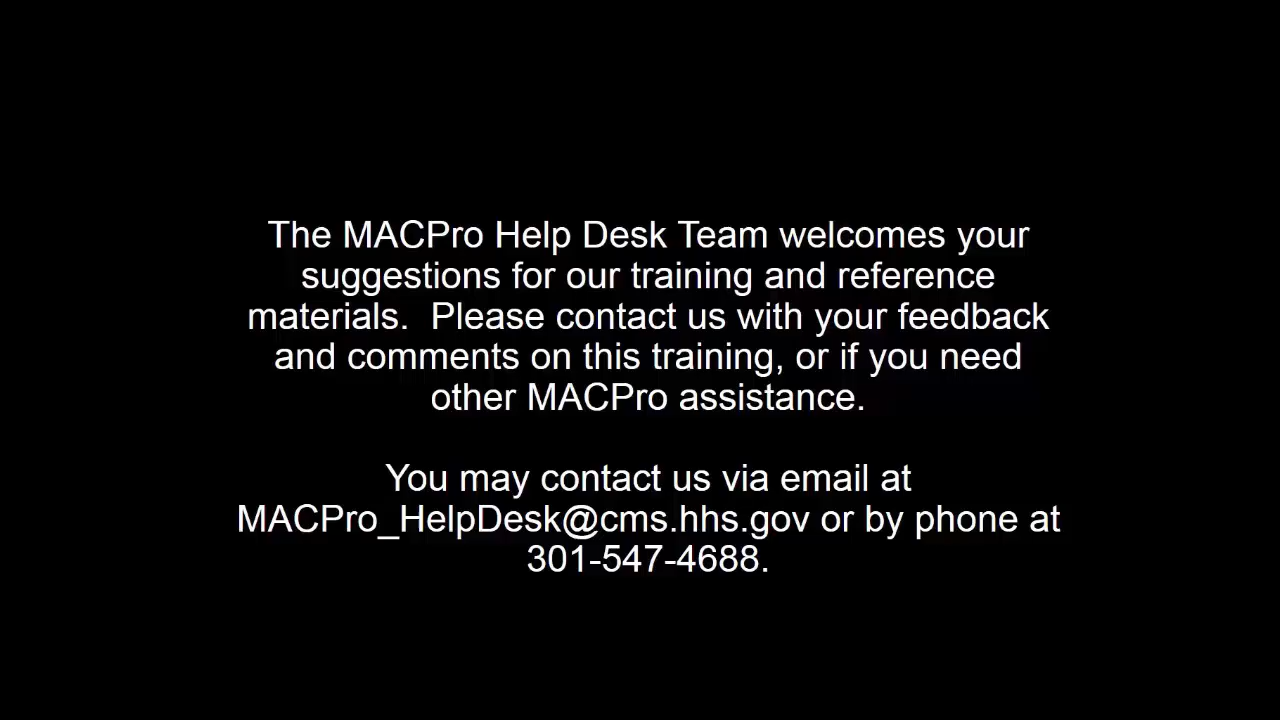 The MACPro Help Desk Team welcomes your
suggestions for our training and reference
materials.  Please contact us with your feedback
and comments on this training, or if you need
other MACPro assistance.
You may contact us via email at
MACPro_HelpDesk@cms.hhs.gov or by phone at
301-547-4688.